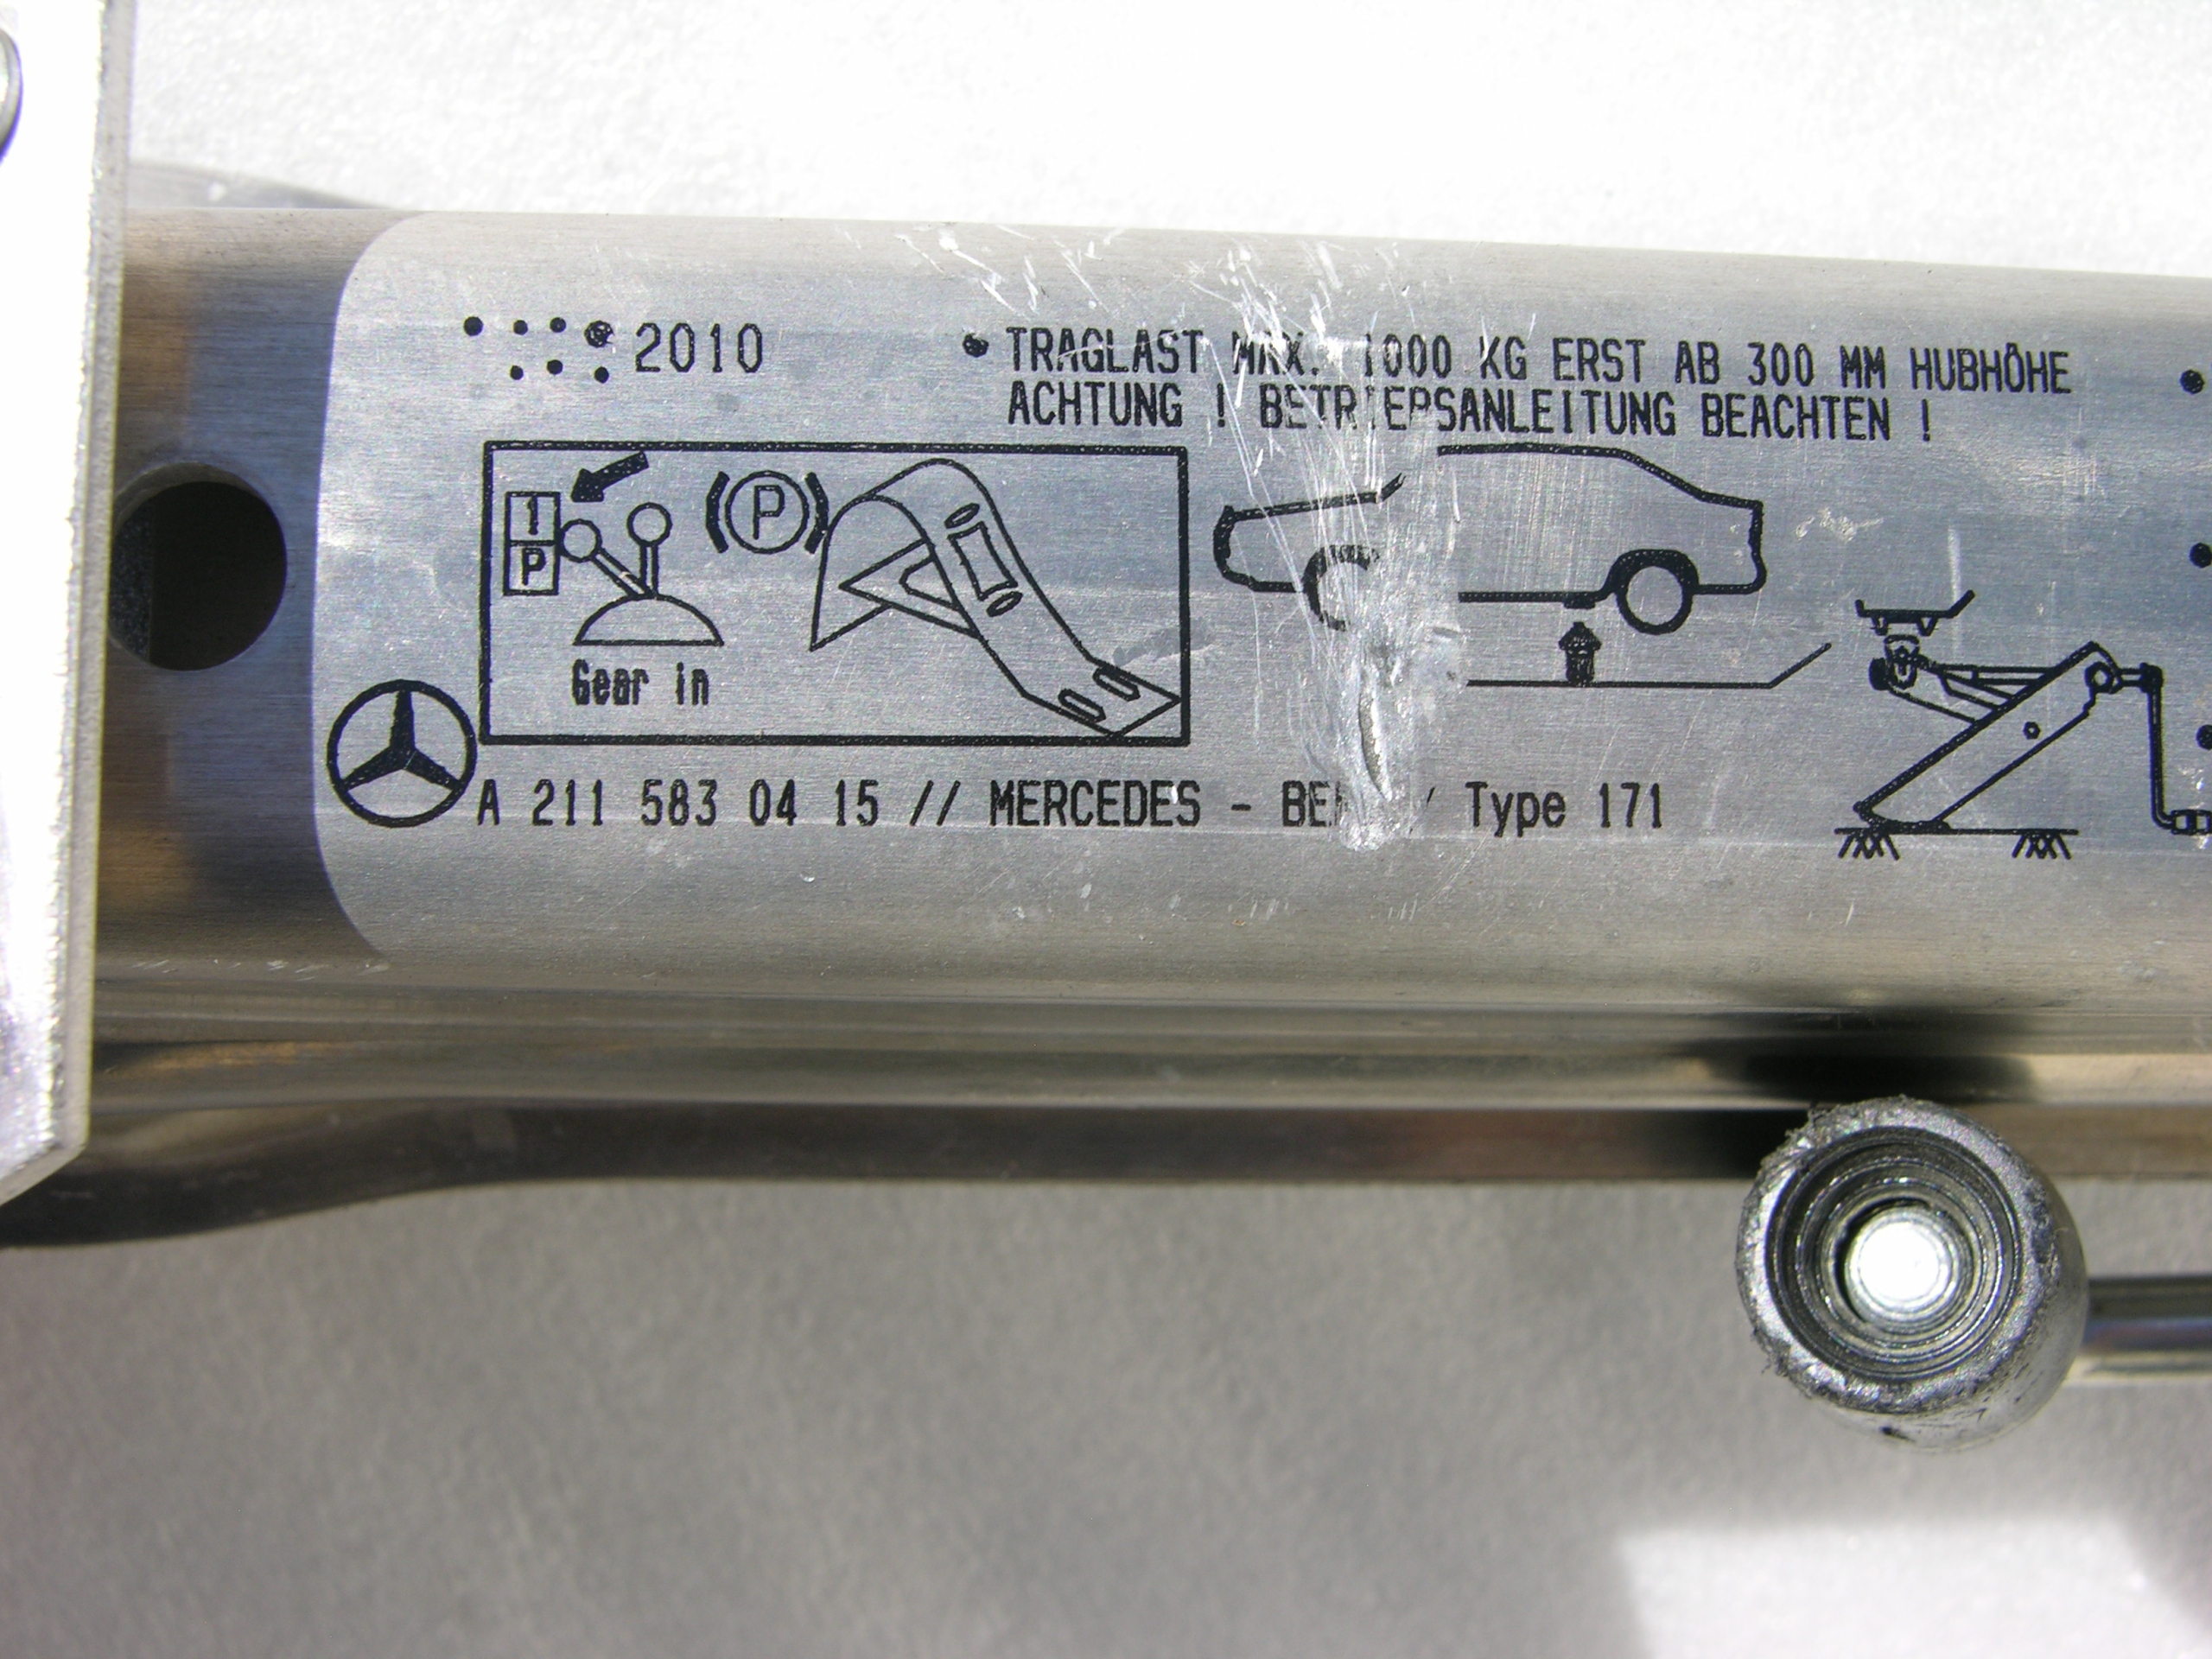 2010
TRAGLAST MAX. 1000 KG ERST AB 300 MM HUBHÖHE
ACHTUNG ! BETRIEBSANLEITUNG BEACHTEN !
1
P
(P)
Gear in
A 211 583 04 15 // MERCEDES - Type 171